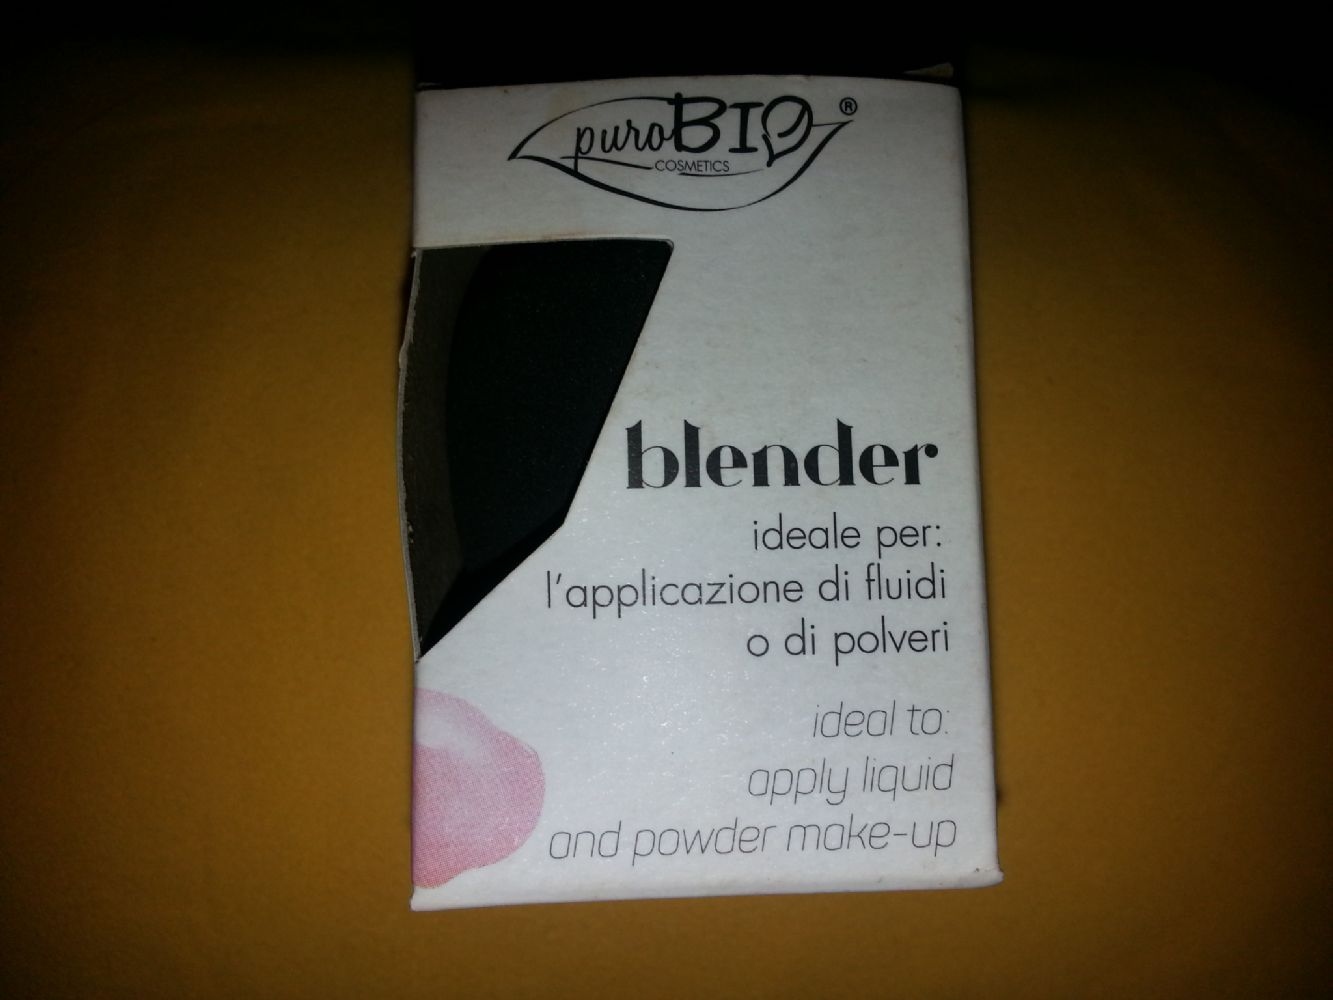 puroBIO ®
COSMETICS
blender
ideale per:
l'applicazione di fluidi
o di polveri
ideal to:
apply liquid
and powder make-up